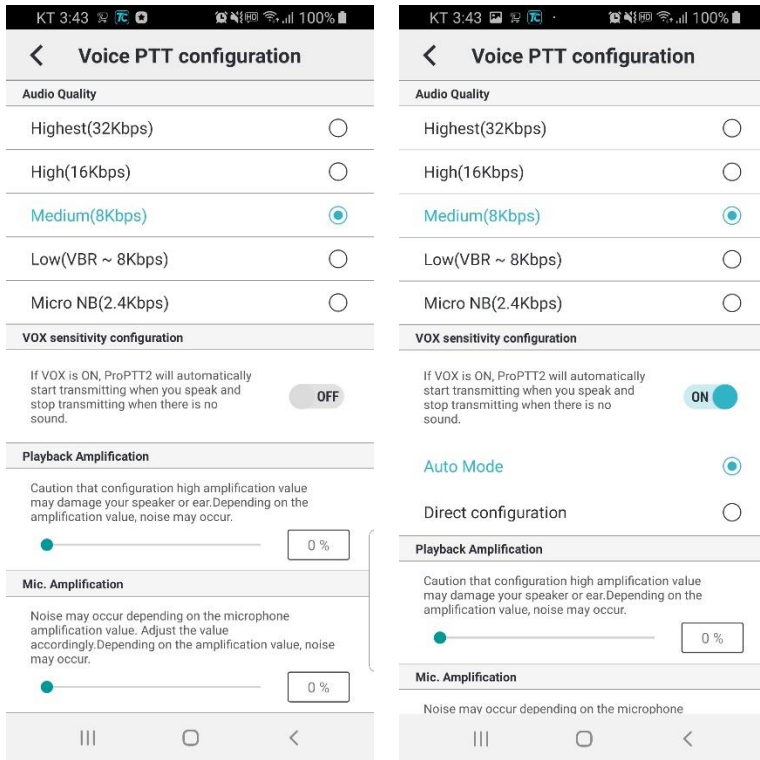 KT 3:43
100%
Voice PTT configuration
Audio Quality
Highest(32Kbps)
High(16Kbps)
Medium(8Kbps)
Low(VBR ~ 8Kbps)
Micro NB(2.4Kbps)
VOX sensitivity configuration
If VOX is ON, ProPTT2 will automatically
start transmitting when you speak and
stop transmitting when there is no
sound.
OFF
Playback Amplification
Caution that configuration high amplification value
may damage your speaker or ear.Depending on the
amplification value, noise may occur.
0 %
Mic. Amplification
Noise may occur depending on the microphone
amplification value. Adjust the value
accordingly.Depending on the amplification value, noise
may occur.
0 %
KT 3:43
100%
Voice PTT configuration
Audio Quality
Highest(32Kbps)
High(16Kbps)
Medium(8Kbps)
Low(VBR ~ 8Kbps)
Micro NB(2.4Kbps)
VOX sensitivity configuration
If VOX is ON, ProPTT2 will automatically
start transmitting when you speak and
stop transmitting when there is no
sound.
ON
Auto Mode
Direct configuration
Playback Amplification
Caution that configuration high amplification value
may damage your speaker or ear.Depending on the
amplification value, noise may occur.
0 %
Mic. Amplification
Noise may occur depending on the microphone